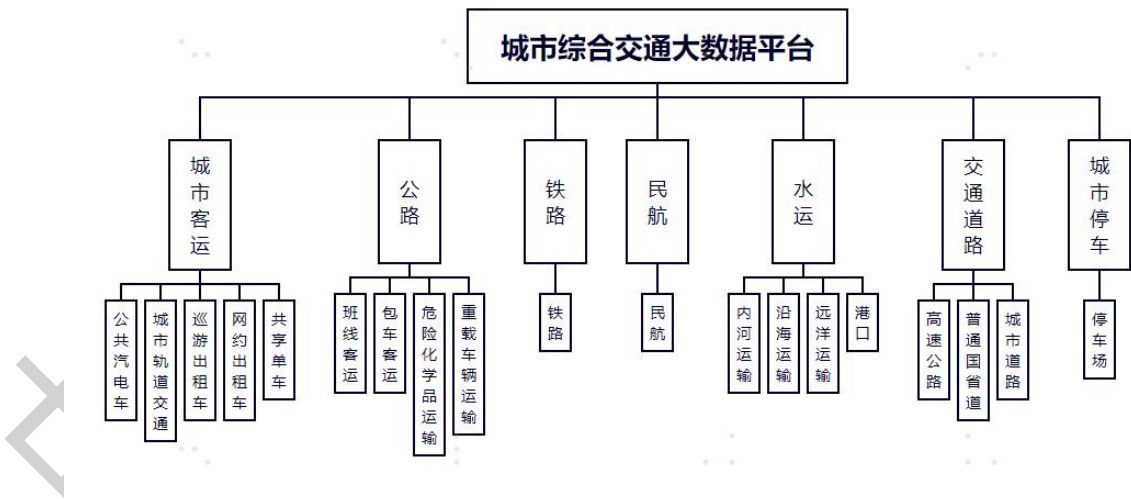 城市综合交通大数据平台
城市客运
公路
铁路
民航
水运
交通道路
城市停车
公共汽电车
城市轨道交通
巡游出租车
网约出租车
共享单车
班线客运
包车客运
危险化学品运输
重载车辆运输
铁路
民航
内河运输
沿海运输
远洋运输
港口
高速公路
普通国省道
城市道路
停车场